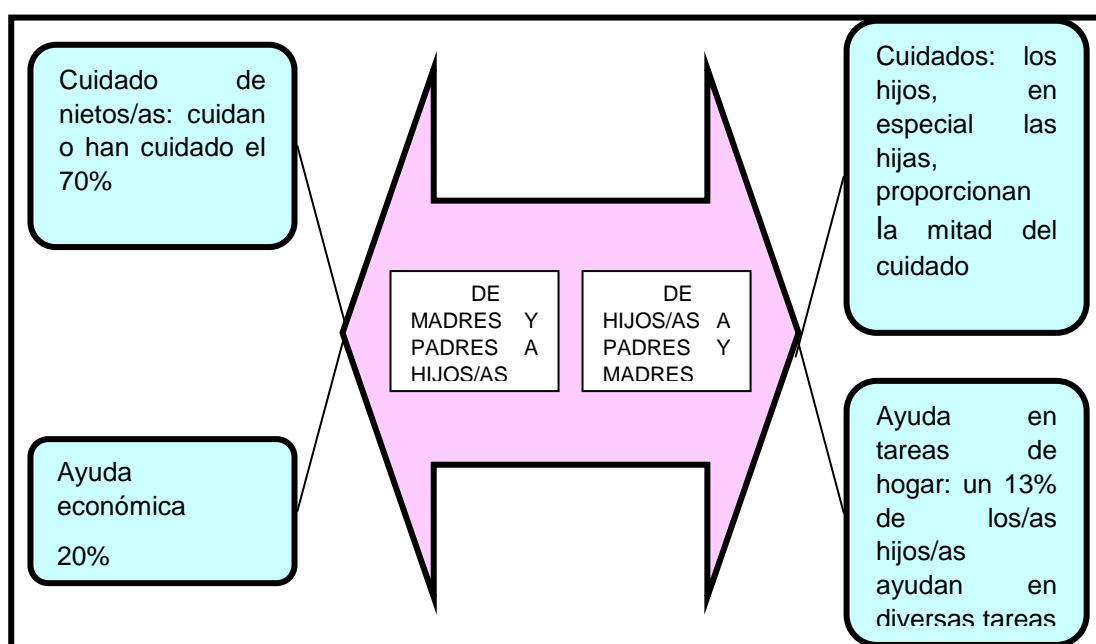 Cuidado de
nietos/as: cuidan
o han cuidado el
70%
Ayuda
económica
20%
DE
MADRES Y
PADRES A
HIJOS/AS
DE
HIJOS/AS A
PADRES Y
MADRES
Cuidados: los
hijos, en
especial las
hijas,
proporcionan
la mitad del
cuidado
Ayuda en
tareas de
hogar: un 13%
de los/as
hijos/as
ayudan en
diversas tareas